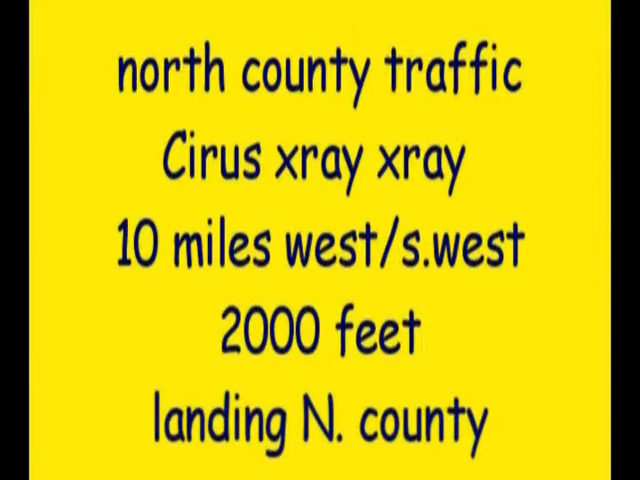 north county traffic
Cirus xray xray
10 miles west/s.west
2000 feet
landing N. county